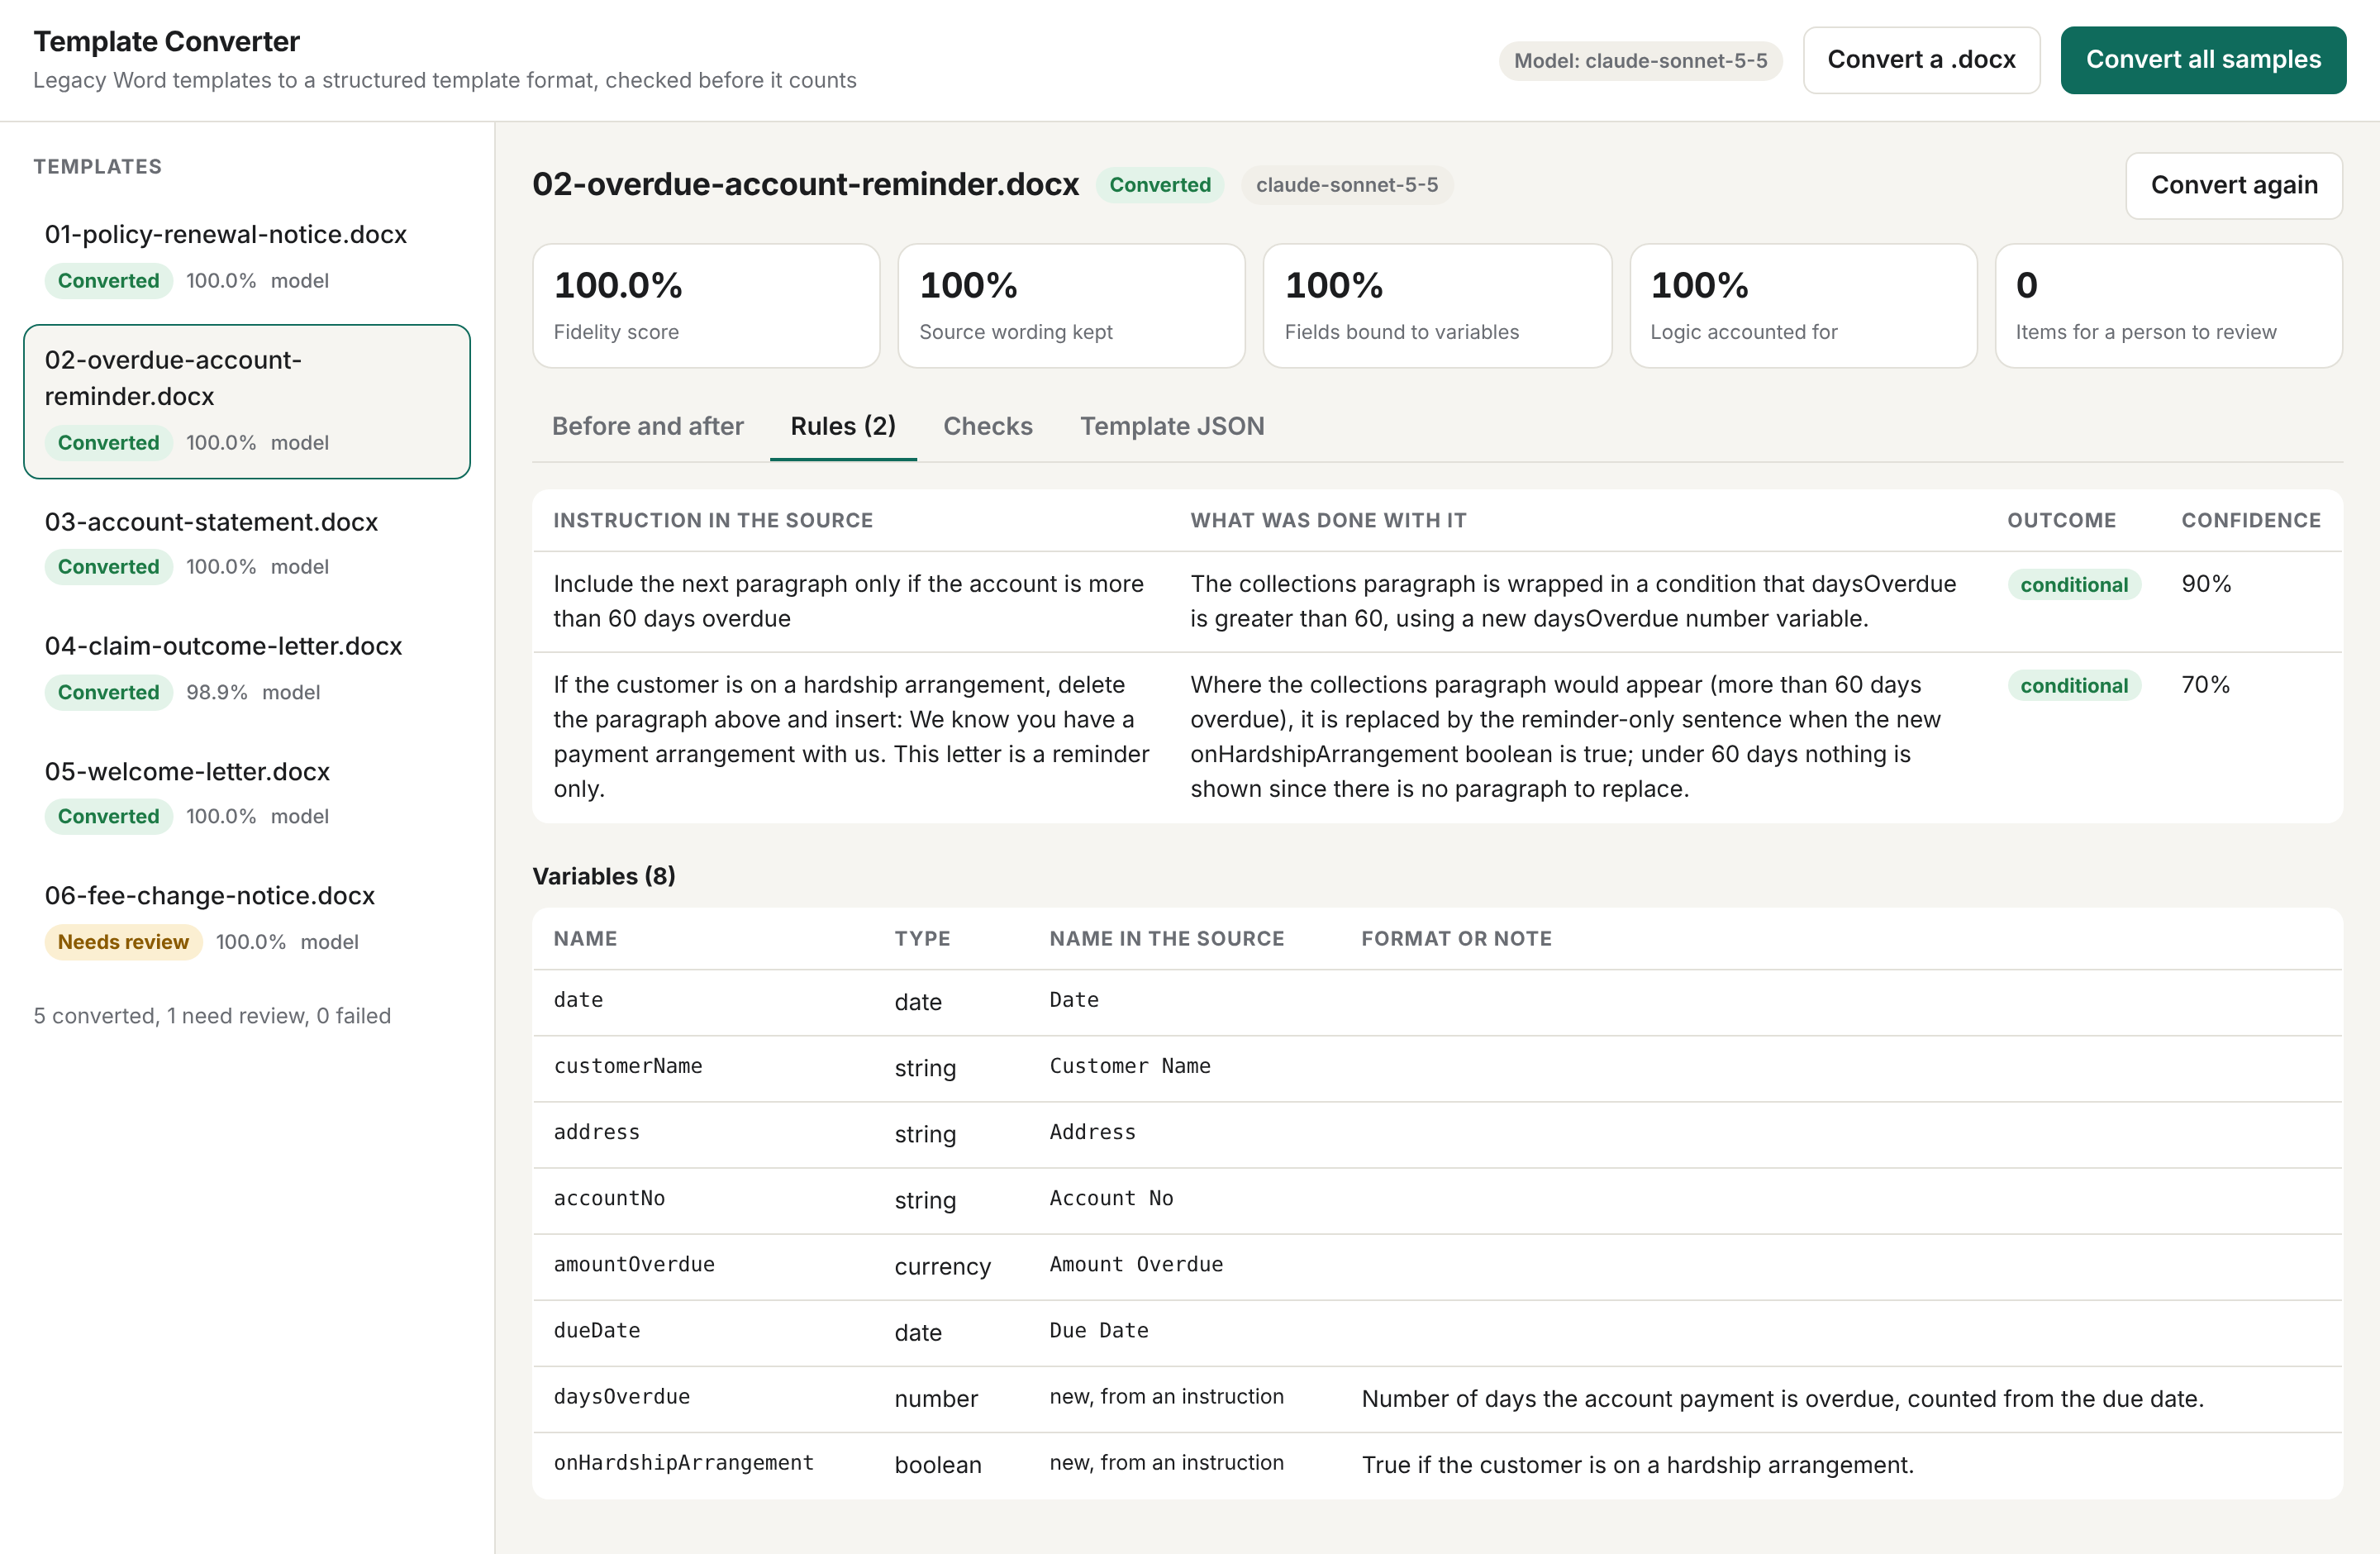 Template Converter
Legacy Word templates to a structured template format, checked before it counts
Model: claude-sonnet-5-5
Convert a .docx
Convert all samples
TEMPLATES
01-policy-renewal-notice.docx
Converted 100.0% model
02-overdue-account-
reminder.docx
Converted 100.0% model
03-account-statement.docx
Converted 100.0% model
04-claim-outcome-letter.docx
Converted 98.9% model
05-welcome-letter.docx
Converted 100.0% model
06-fee-change-notice.docx
Needs review 100.0% model
5 converted, 1 need review, 0 failed
02-overdue-account-reminder.docx Converted claude-sonnet-5-5
Convert again
100.0%
Fidelity score
100%
Source wording kept
100%
Fields bound to variables
100%
Logic accounted for
0
Items for a person to review
Before and after Rules (2) Checks Template JSON
INSTRUCTION IN THE SOURCE WHAT WAS DONE WITH IT OUTCOME CONFIDENCE
Include the next paragraph only if the account is more
than 60 days overdue
The collections paragraph is wrapped in a condition that daysOverdue
is greater than 60, using a new daysOverdue number variable.
conditional
90%
If the customer is on a hardship arrangement, delete
the paragraph above and insert: We know you have a
payment arrangement with us. This letter is a reminder
only.
Where the collections paragraph would appear (more than 60 days
overdue), it is replaced by the reminder-only sentence when the new
onHardshipArrangement boolean is true; under 60 days nothing is
shown since there is no paragraph to replace.
conditional
70%
Variables (8)
NAME TYPE NAME IN THE SOURCE FORMAT OR NOTE
date date Date
customerName string Customer Name
address string Address
accountNo string Account No
amountOverdue currency Amount Overdue
dueDate date Due Date
daysOverdue number new, from an instruction Number of days the account payment is overdue, counted from the due date.
onHardshipArrangement boolean new, from an instruction True if the customer is on a hardship arrangement.